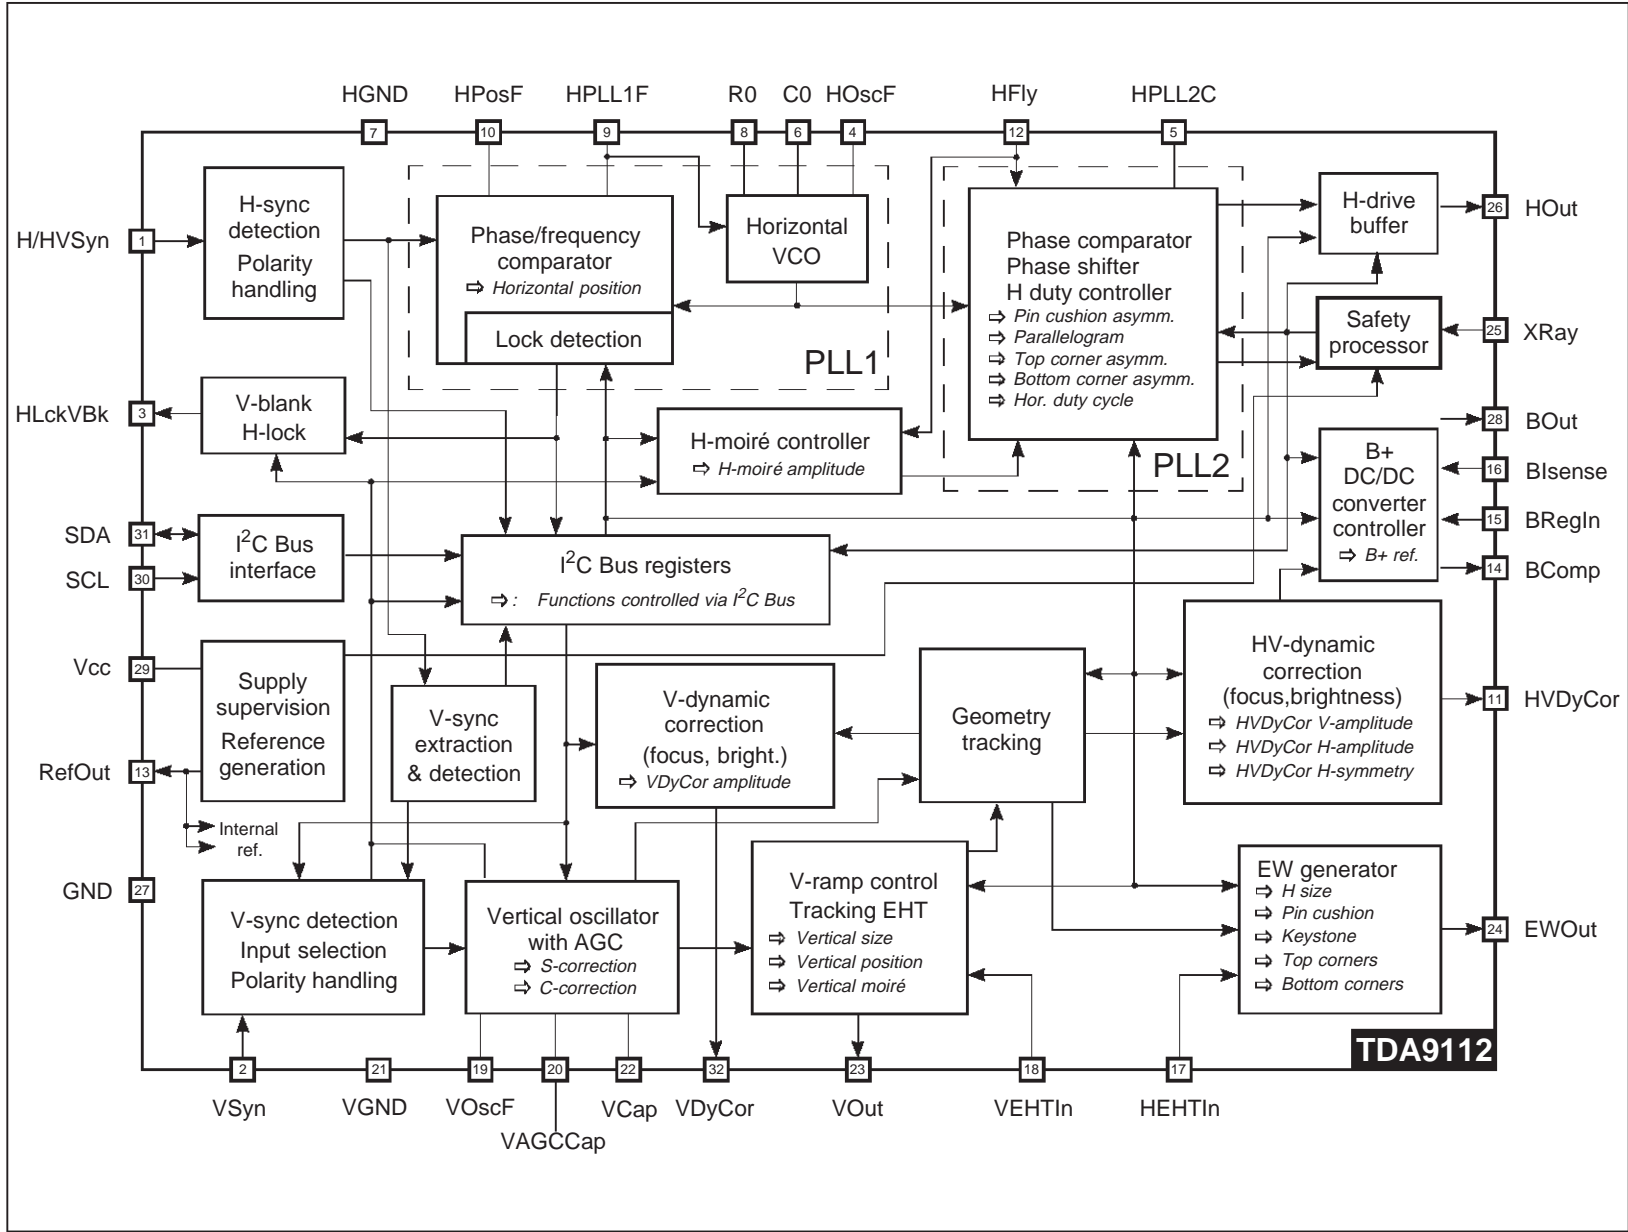 HGND
HPosF
HPLL1F
R0
C0
HOscF
HFly
HPLL2C
7
10
9
8
6
4
12
5
H/HVSyn
1
H-sync
detection
Polarity
handling
Phase/frequency
comparator
⇨ Horizontal position
Lock detection
PLL1
Horizontal
VCO
Phase comparator
Phase shifter
H duty controller
⇨ Pin cushion asymm.
⇨ Parallelogram
⇨ Top corner asymm.
⇨ Bottom corner asymm.
⇨ Hor. duty cycle
PLL2
H-drive
buffer
26
HOut
Safety
processor
25
XRay
HLckVBk
3
V-blank
H-lock
H-moiré controller
⇨ H-moiré amplitude
B+
DC/DC
converter
controller
⇨ B+ ref.
28
BOut
16
BIsense
15
BRegIn
14
BComp
SDA
31
SCL
30
I2C Bus
interface
I2C Bus registers
⇨ : Functions controlled via I2C Bus
Vcc
29
Supply
supervision
Reference
generation
RefOut
13
Internal
ref.
V-sync
extraction
& detection
V-dynamic
correction
(focus, bright.)
⇨ VDyCor amplitude
Geometry
tracking
HV-dynamic
correction
(focus,brightness)
⇨ HVDyCor V-amplitude
⇨ HVDyCor H-amplitude
⇨ HVDyCor H-symmetry
11
HVDyCor
GND
27
V-sync detection
Input selection
Polarity handling
Vertical oscillator
with AGC
⇨ S-correction
⇨ C-correction
V-ramp control
Tracking EHT
⇨ Vertical size
⇨ Vertical position
⇨ Vertical moiré
EW generator
⇨ H size
⇨ Pin cushion
⇨ Keystone
⇨ Top corners
⇨ Bottom corners
24
EWOut
TDA9112
2
21
19
20
22
32
23
18
17
VSyn
VGND
VOscF
VAGCCap
VCap
VDyCor
VOut
VEHTIn
HEHTIn